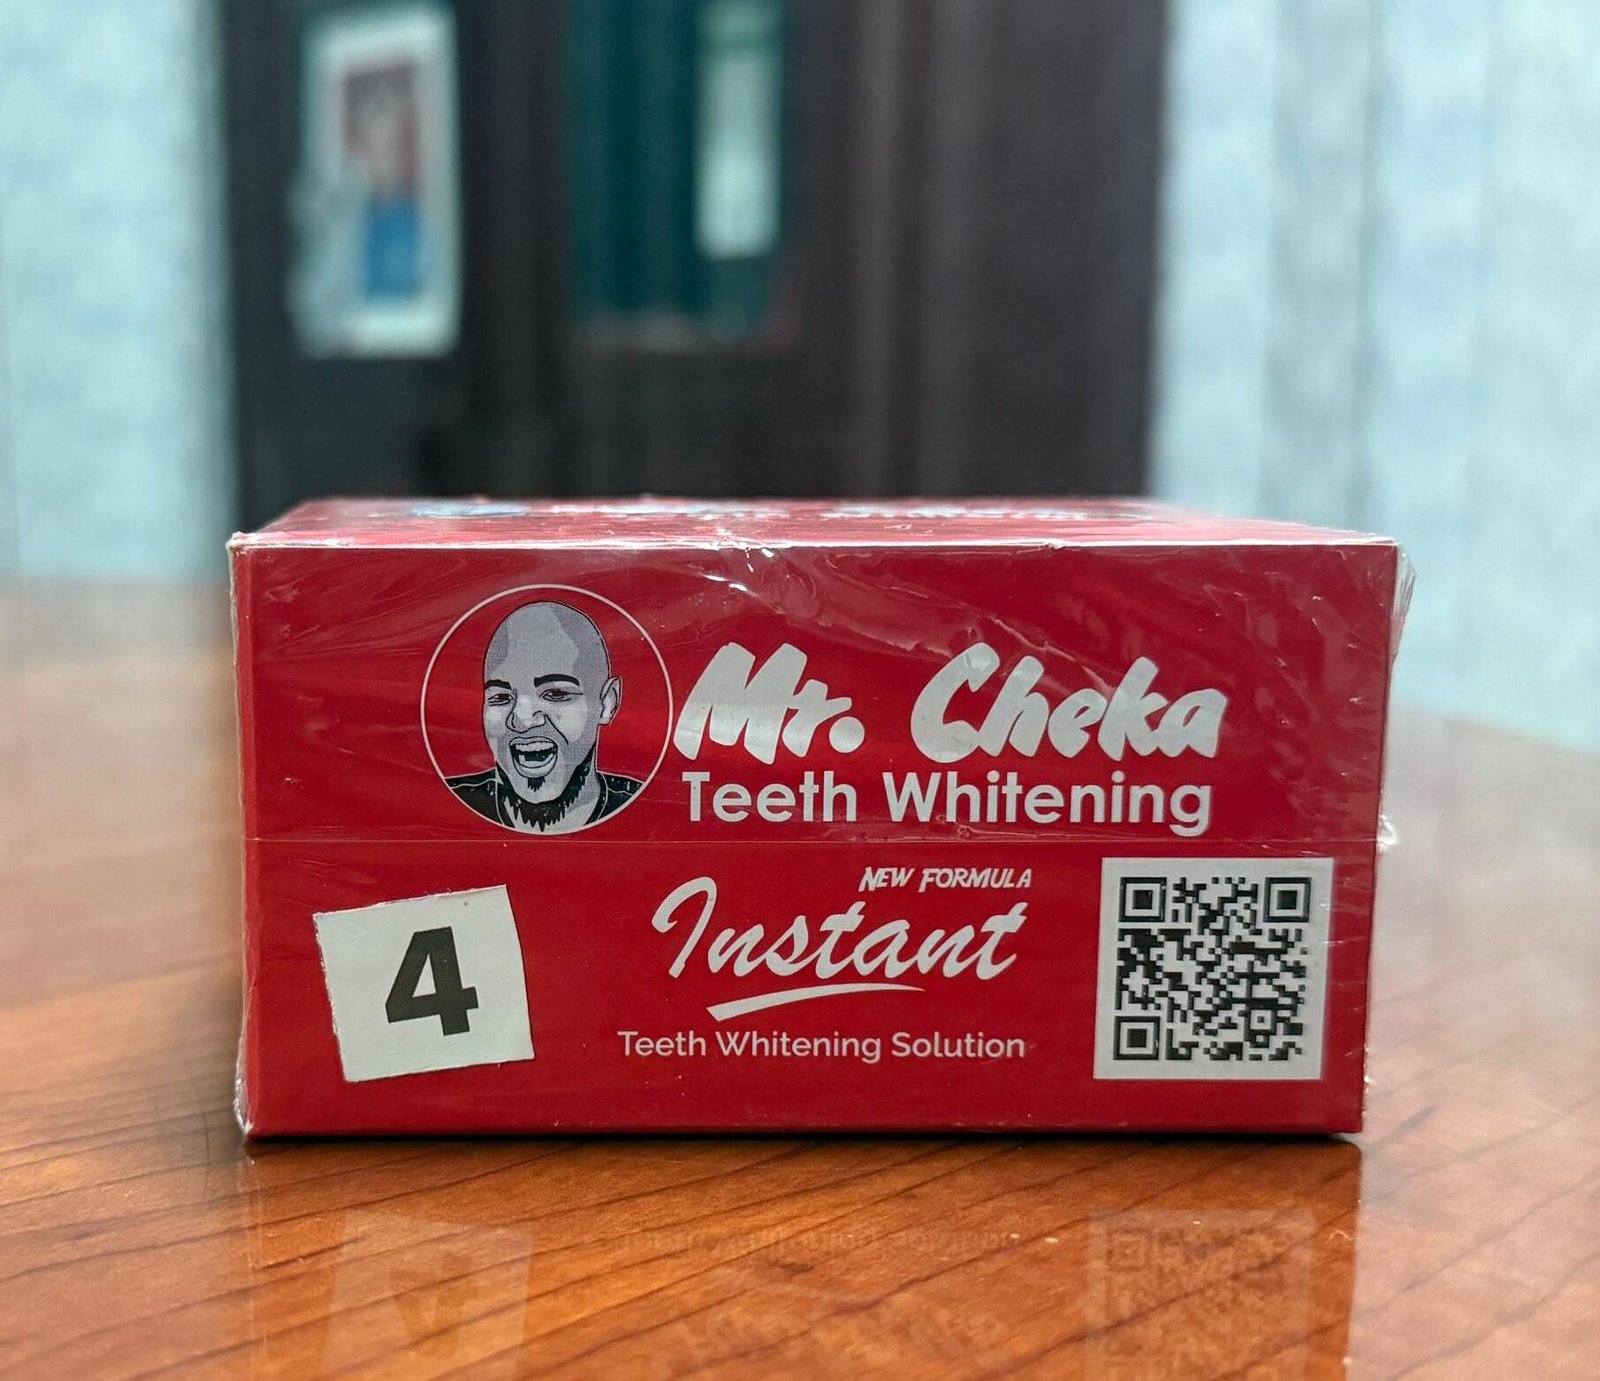 Mr. Cheka
Teeth Whitening
NEW FORMULA
Instant
Teeth Whitening Solution
4